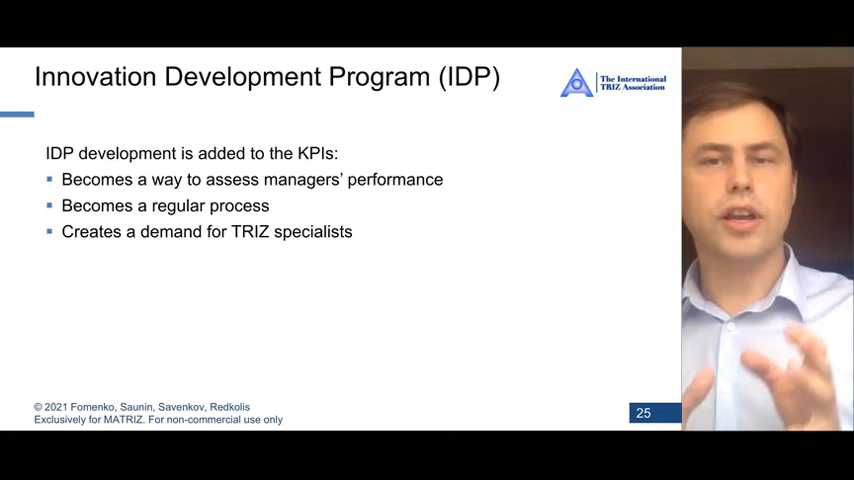 Innovation Development Program (IDP)
The International
TRIZ Association
IDP development is added to the KPIs:
Becomes a way to assess managers’ performance
Becomes a regular process
Creates a demand for TRIZ specialists
© 2021 Fomenko, Saunin, Savenkov, Redkolis
Exclusively for MATRIZ. For non-commercial use only
25